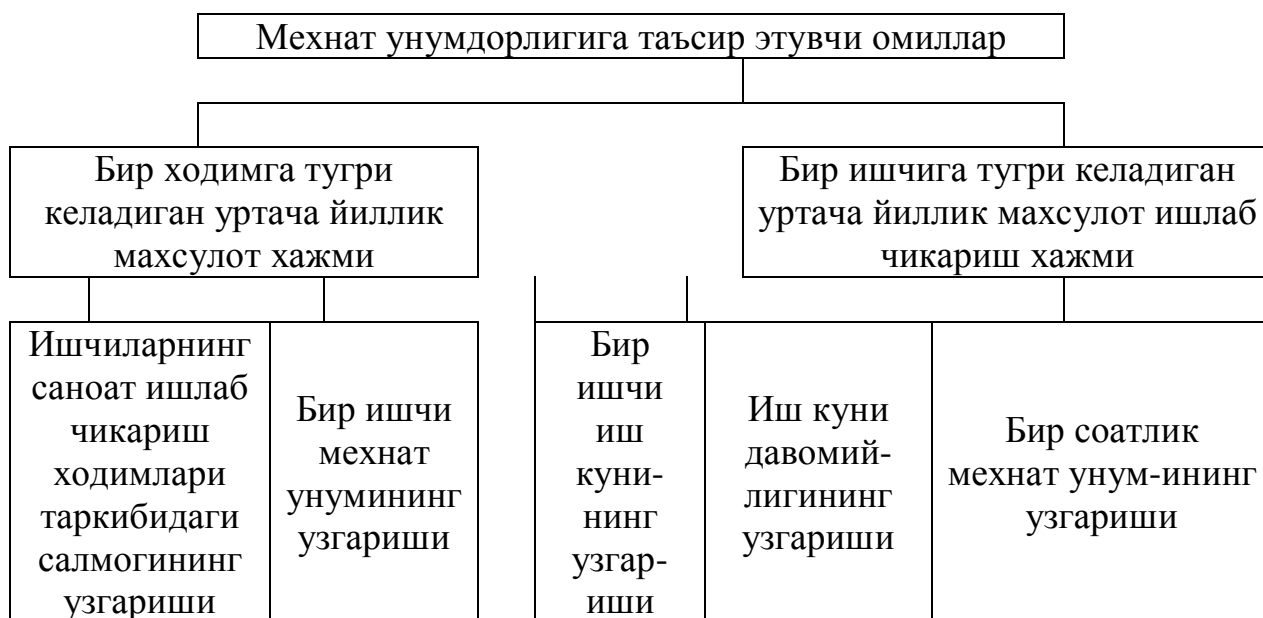 Мехнат унумдорлигига таъсир этувчи омиллар
Бир ходимга тугри
келадиган уртача йиллик
махсулот хажми
Бир ишчига тугри келадиган
уртача йиллик махсулот ишлаб
чикариш хажми
Ишчиларнинг
саноат ишлаб
чикариш
ходимлари
таркибидаги
салмогининг
узгариши
Бир ишчи
мехнат
унумининг
узгариши
Бир
ишчи
иш
куни-
нинг
узгар-
иши
Иш куни
давомий-
лигининг
узгариши
Бир соатлик
мехнат унум-ининг
узгариши